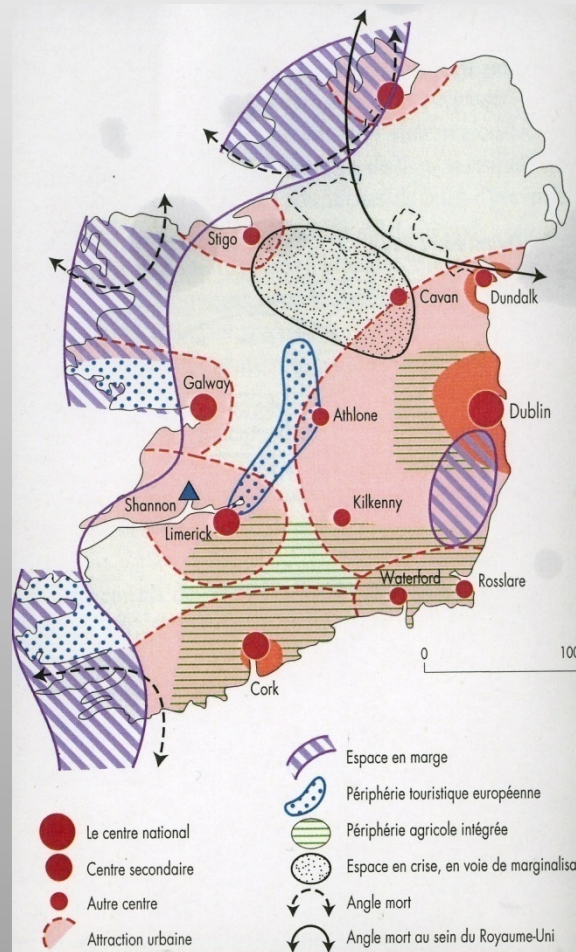 Stigo
Cavan
Dundalk
Galway
Athlone
Dublin
Shannon
Limerick
Kilkenny
Waterford
Rosslare
Cork
0
100
Le centre national
Centre secondaire
Autre centre
Attraction urbaine
Espace en marge
Périphérie touristique européenne
Périphérie agricole intégrée
Espace en crise, en voie de marginalisa
Angle mort
Angle mort au sein du Royaume-Uni